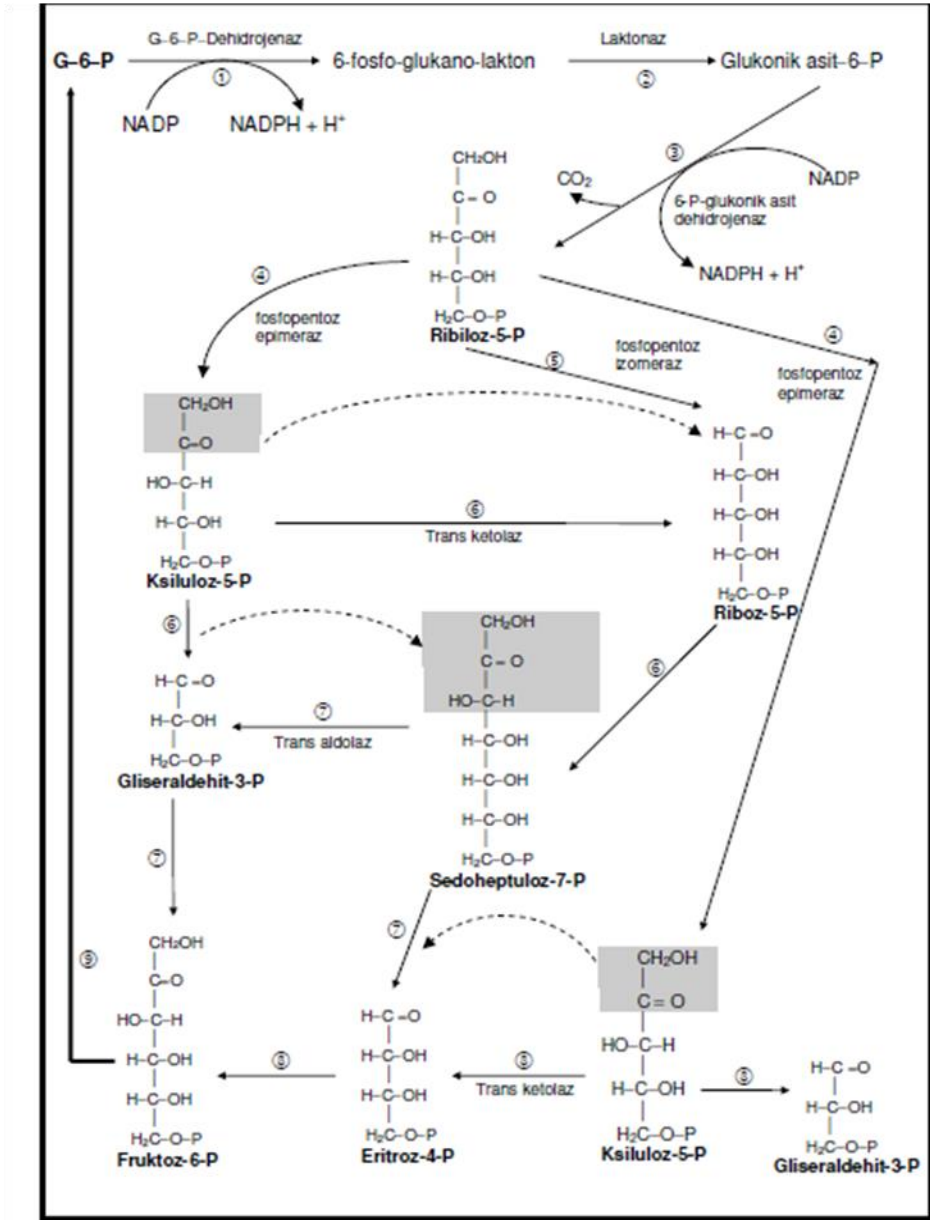 G–6–P–Dehidrojenaz
Laktonaz
G–6–P
6-fosfo-glukano-lakton
Glukonik asit–6–P
①
②
NADP
NADPH + H⁺
③
CH₂OH
C = O
H–C–OH
H–C–OH
H₂C–O–P
Ribiloz-5-P
CO₂
NADP
6-P-glukonik asit
dehidrojenaz
NADPH + H⁺
④
fosfopentoz
epimeraz
⑤
fosfopentoz
izomeraz
④
fosfopentoz
epimeraz
CH₂OH
C=O
HO–C–H
H–C–OH
H₂C–O–P
Ksiluloz-5-P
⑥
Trans ketolaz
H–C=O
H–C–OH
H–C–OH
H–C–OH
H₂C–O–P
Riboz-5-P
⑥
⑥
CH₂OH
C= O
HO–C–H
H–C–OH
H–C–OH
H–C–OH
H₂C–O–P
Sedoheptuloz-7-P
H–C=O
H–C–OH
H₂C–O–P
Gliseraldehit-3-P
⑦
Trans aldolaz
⑦
⑦
⑨
CH₂OH
C=O
HO–C–H
H–C–OH
H–C–OH
H₂C–O–P
Fruktoz-6-P
⑧
H–C=O
H–C–OH
H–C–OH
H₂C–O–P
Eritroz-4-P
⑧
Trans ketolaz
CH₂OH
C= O
HO–C–H
H–C–OH
H₂C–O–P
Ksiluloz-5-P
⑧
H–C=O
H–C–OH
H₂C–O–P
Gliseraldehit-3-P